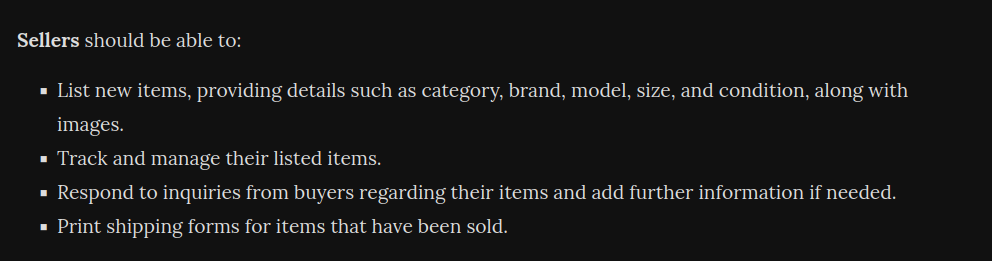 Sellers should be able to:
▪ List new items, providing details such as category, brand, model, size, and condition, along with
images.
▪ Track and manage their listed items.
▪ Respond to inquiries from buyers regarding their items and add further information if needed.
▪ Print shipping forms for items that have been sold.